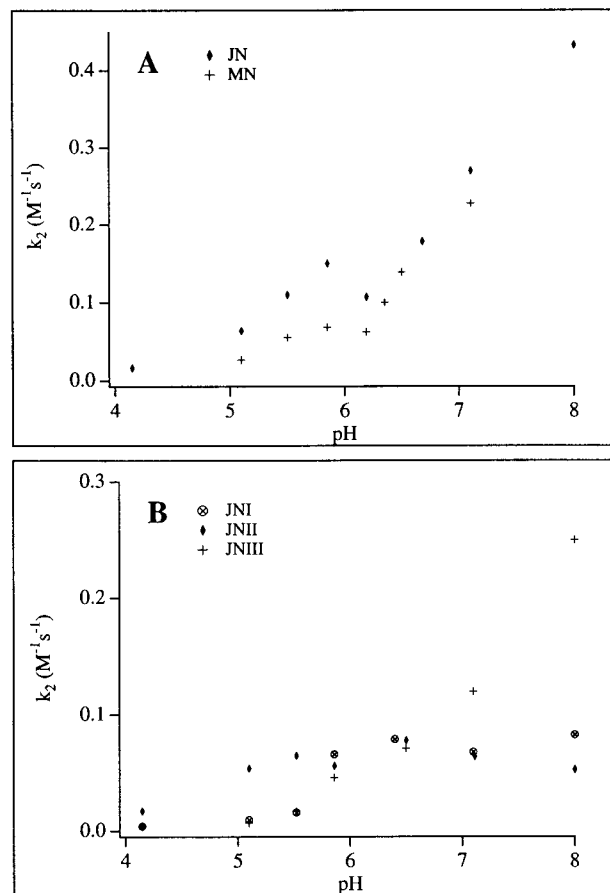 A
JN
MN
0.4
0.3
0.2
0.1
0.0
k₂ (M⁻¹s⁻¹)
4 5 6 7 8
pH
B
JNI
JNII
JNIII
0.3
0.2
0.1
0.0
k₂ (M⁻¹s⁻¹)
4 5 6 7 8
pH